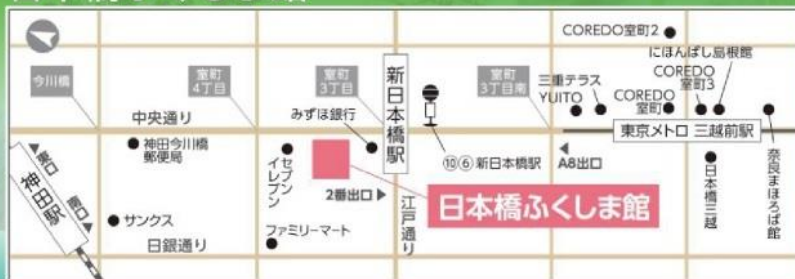 COREDO室町2
にほんばし島根館
COREDO
室町3
今川橋
室町
4丁目
室町
3丁目
新日本橋駅
室町
3丁目南
三重テラス
YUITO
COREDO
室町
中央通り
みずほ銀行
東京メトロ 三越前駅
神田今川橋
郵便局
セブン
イレブン
⑩⑥新日本橋駅
A8出口
東口
神田駅
南口
2番出口
日本橋ふくしま館
日本橋三越
奈良まほろば館
サンクス
日銀通り
ファミリーマート
江戸通り